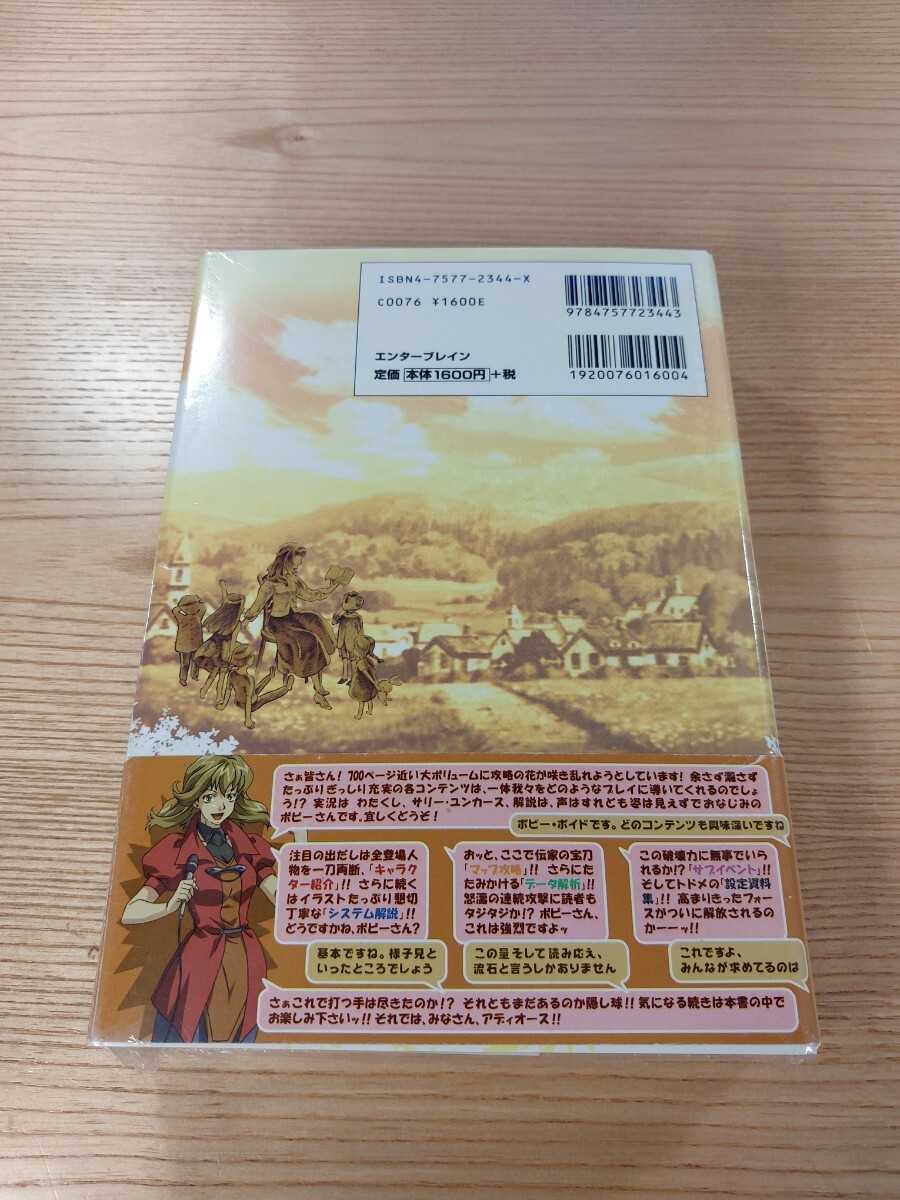 ISBN4-7577-2344-X
C0076 ¥1600E
9784757723443
エンターブレイン
定価 本体1600円+税
1920076016004
さぁ皆さん！700ページ近い大ボリュームに攻略の花が咲き乱れようとしています！余さず漏さず
たっぷりぎっしり充実の各コンテンツは、一体我々をどのようなプレイに導いてくれるのでしょ
う!? 実況は わたくし、サリー・ユンカース、解説は、声はすれども姿は見えずでおなじみの
ボビーさんです。宜しくどうぞ！
ボビー・ボイドです。どのコンテンツも興味深いですね
注目の出だしは全登場人
物を一刀両断、「キャラク
ター紹介」!! さらに続く
はイラストたっぷり懇切
丁寧な「システム解説」!!
どうですかね、ボビーさん?
基本ですね。様子見と
いったところでしょう
おッと、ここで伝家の宝刀
「マップ攻略」!! さらにた
たみかける「データ解析」!!
怒濤の連続攻撃に読者も
タジタジか!? ボビーさん、
これは強烈ですよッ
この量そして読み応え、
流石と言うしかありません
この破壊力に無事でいら
れるか!?「サブイベント」!!
そしてトドメの「設定資料
集」!! 高まりきったフォー
スがついに解放されるの
かーーッ!!
これですよ、
みんなが求めてるのは
さぁこれで打つ手は尽きたのか!? それともまだあるのか隠し球!! 気になる続きは本書の中で
お楽しみ下さいッ!! それでは、みなさん、アディオース!!